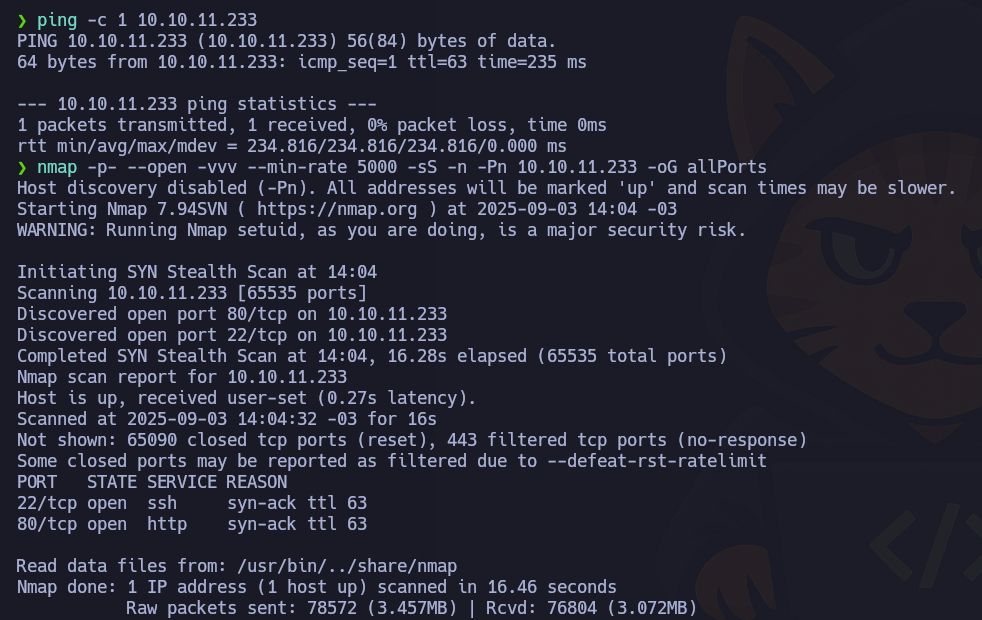 ❯ ping -c 1 10.10.11.233
PING 10.10.11.233 (10.10.11.233) 56(84) bytes of data.
64 bytes from 10.10.11.233: icmp_seq=1 ttl=63 time=235 ms
--- 10.10.11.233 ping statistics ---
1 packets transmitted, 1 received, 0% packet loss, time 0ms
rtt min/avg/max/mdev = 234.816/234.816/234.816/0.000 ms
❯ nmap -p- --open -vvv --min-rate 5000 -sS -n -Pn 10.10.11.233 -oG allPorts
Host discovery disabled (-Pn). All addresses will be marked 'up' and scan times may be slower.
Starting Nmap 7.94SVN ( https://nmap.org ) at 2025-09-03 14:04 -03
WARNING: Running Nmap setuid, as you are doing, is a major security risk.
Initiating SYN Stealth Scan at 14:04
Scanning 10.10.11.233 [65535 ports]
Discovered open port 80/tcp on 10.10.11.233
Discovered open port 22/tcp on 10.10.11.233
Completed SYN Stealth Scan at 14:04, 16.28s elapsed (65535 total ports)
Nmap scan report for 10.10.11.233
Host is up, received user-set (0.27s latency).
Scanned at 2025-09-03 14:04:32 -03 for 16s
Not shown: 65090 closed tcp ports (reset), 443 filtered tcp ports (no-response)
Some closed ports may be reported as filtered due to --defeat-rst-ratelimit
PORT   STATE SERVICE REASON
22/tcp open  ssh     syn-ack ttl 63
80/tcp open  http    syn-ack ttl 63
Read data files from: /usr/bin/../share/nmap
Nmap done: 1 IP address (1 host up) scanned in 16.46 seconds
Raw packets sent: 78572 (3.457MB) | Rcvd: 76804 (3.072MB)